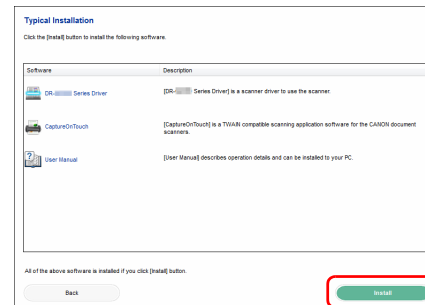 Typical Installation
Click the [Install] button to install the following software.
Software Description
DR- Series Driver [DR- Series Driver] is a scanner driver to use the scanner.
CaptureOnTouch [CaptureOnTouch] is a TWAIN compatible scanning application software for the CANON document
scanners.
User Manual [User Manual] describes operation details and can be installed to your PC.
All of the above software is installed if you click [Install] button.
Back Install